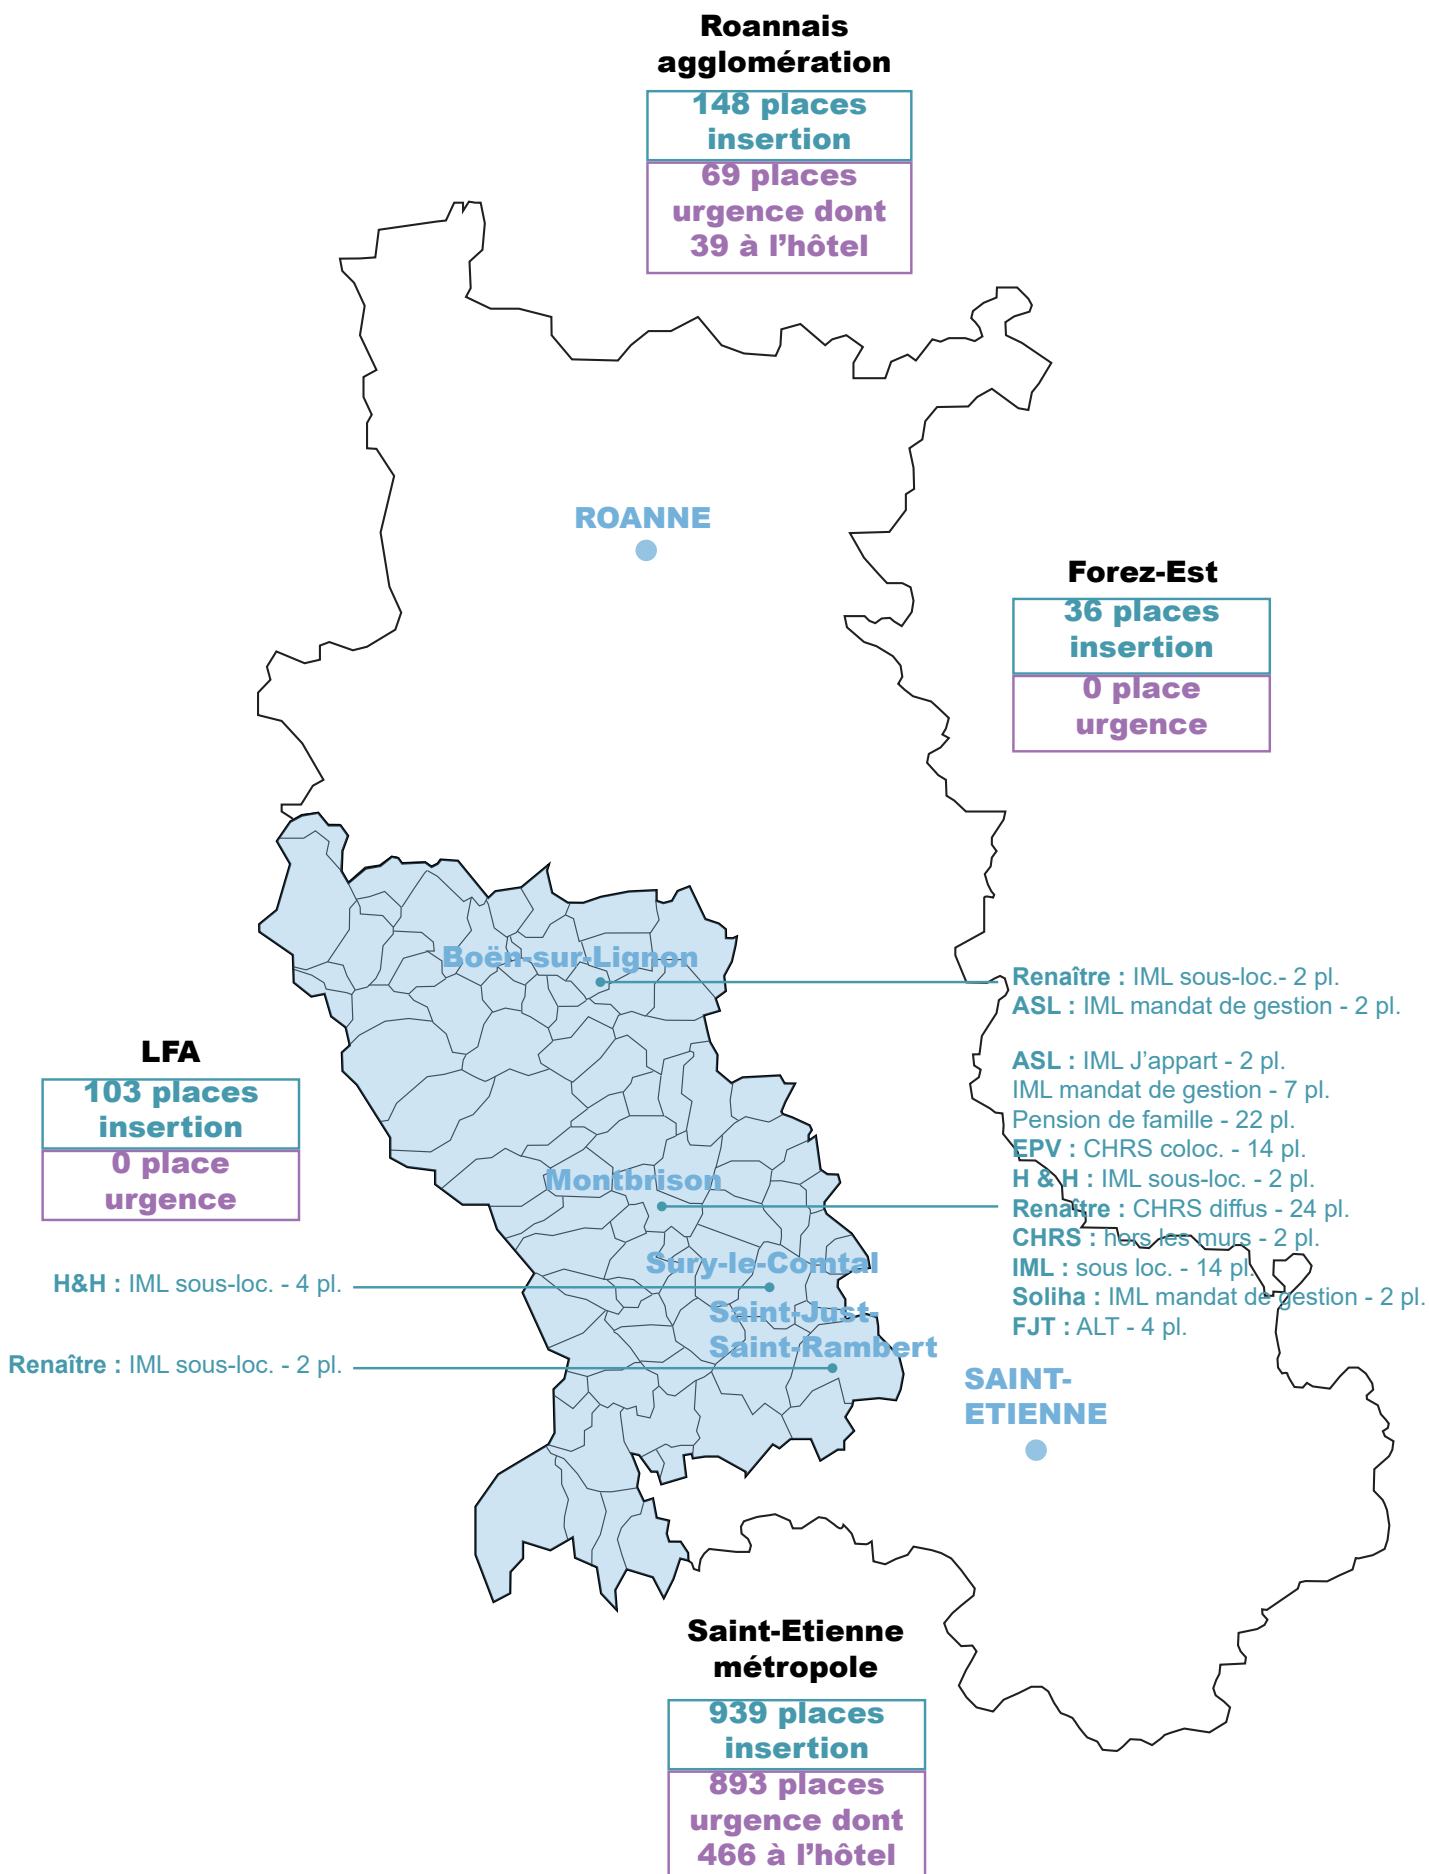 Roannais
agglomération
148 places
insertion
69 places
urgence dont
39 à l’hôtel
ROANNE
Forez-Est
36 places
insertion
0 place
urgence
Boën-sur-Lignon
Renaître : IML sous-loc.- 2 pl.
ASL : IML mandat de gestion - 2 pl.
LFA
103 places
insertion
0 place
urgence
ASL : IML J’appart - 2 pl.
IML mandat de gestion - 7 pl.
Pension de famille - 22 pl.
EPV : CHRS coloc. - 14 pl.
H & H : IML sous-loc. - 2 pl.
Renaître : CHRS diffus - 24 pl.
CHRS : hors les murs - 2 pl.
IML : sous loc. - 14 pl.
Soliha : IML mandat de gestion - 2 pl.
FJT : ALT - 4 pl.
Montbrison
Sury-le-Comtal
H&H : IML sous-loc. - 4 pl.
Saint-Just-
Saint-Rambert
Renaître : IML sous-loc. - 2 pl.
SAINT-
ETIENNE
Saint-Etienne
métropole
939 places
insertion
893 places
urgence dont
466 à l’hôtel